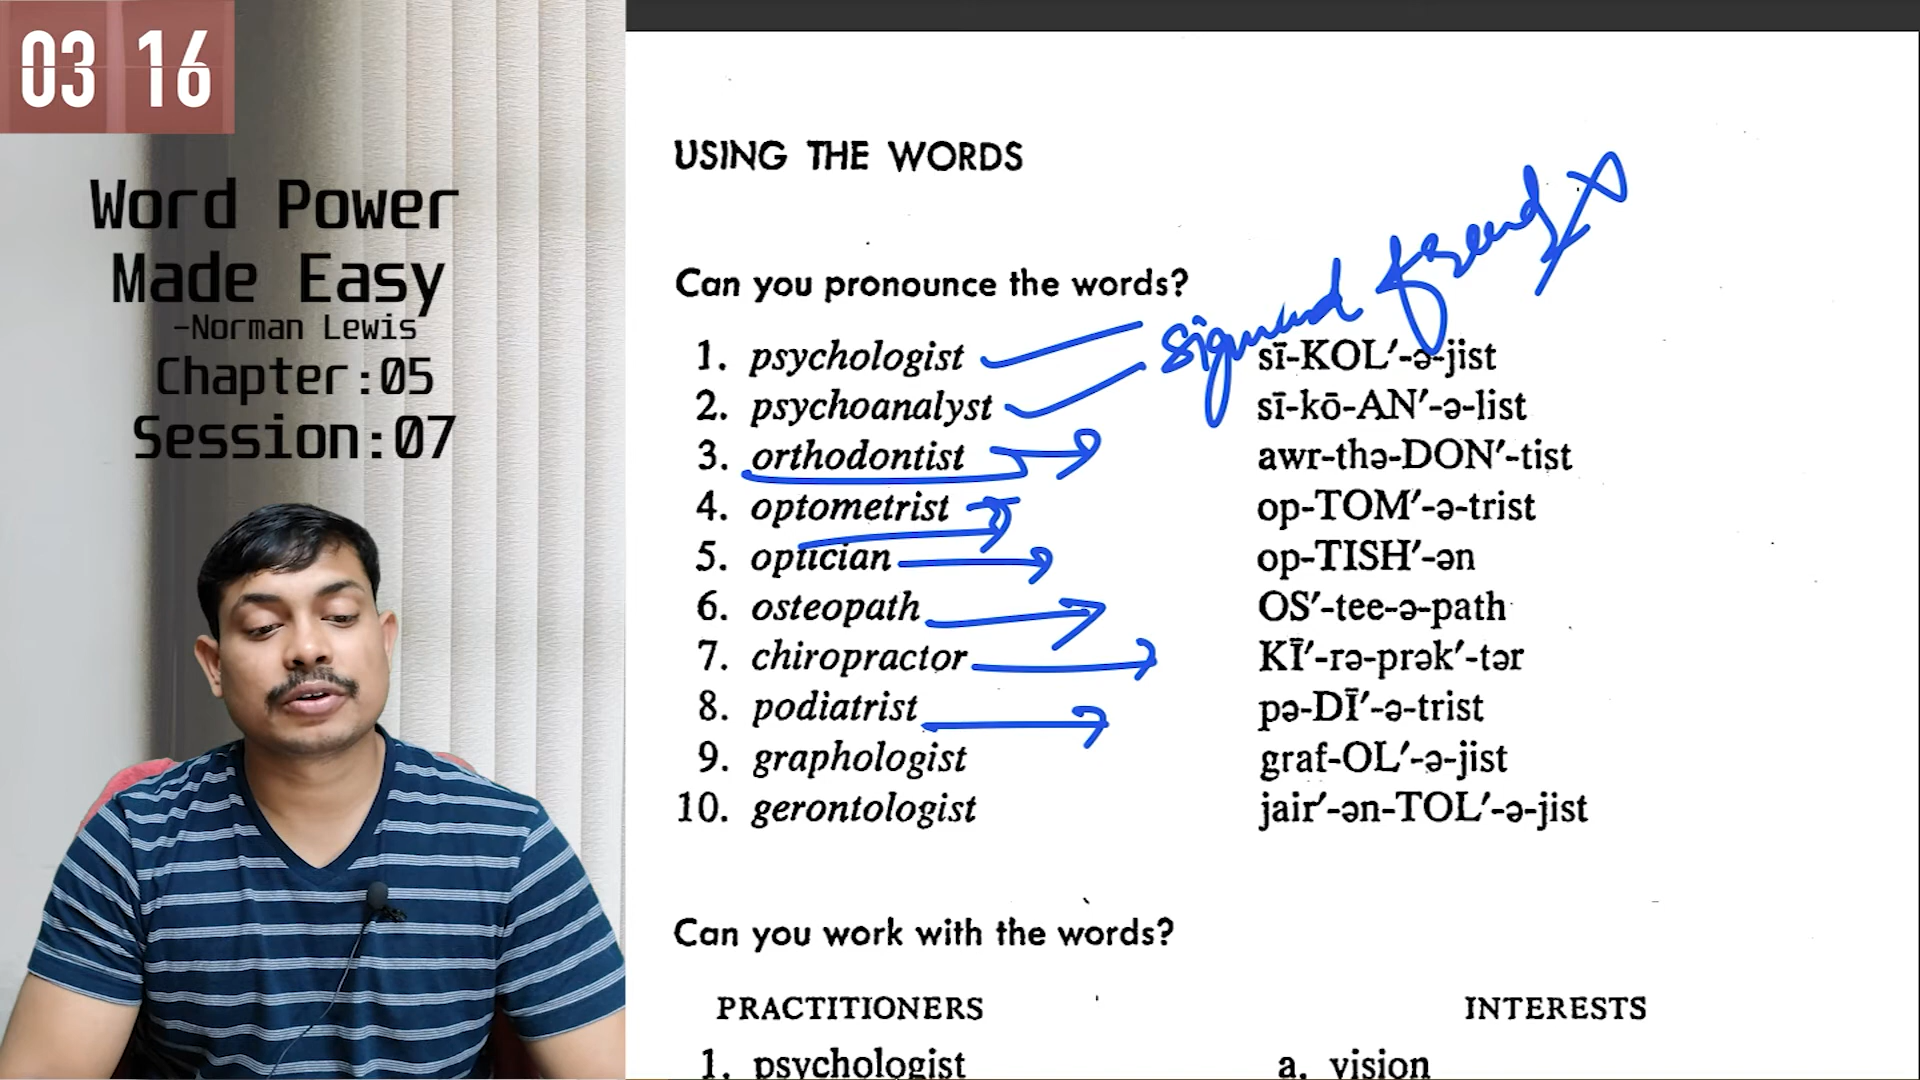 03 16
Word Power
Made Easy
-Norman Lewis
Chapter:05
Session:07
USING THE WORDS
Can you pronounce the words?
1. psychologist sī-KOL′-ə-jist
2. psychoanalyst sī-kō-AN′-ə-list
3. orthodontist awr-thə-DON′-tist
4. optometrist op-TOM′-ə-trist
5. optician op-TISH′-ən
6. osteopath OS′-tee-ə-path
7. chiropractor KĪ′-rə-prək′-tər
8. podiatrist pə-DĪ′-ə-trist
9. graphologist graf-OL′-ə-jist
10. gerontologist jair′-ən-TOL′-ə-jist
Can you work with the words?
PRACTITIONERS INTERESTS
1. psychologist a. vision